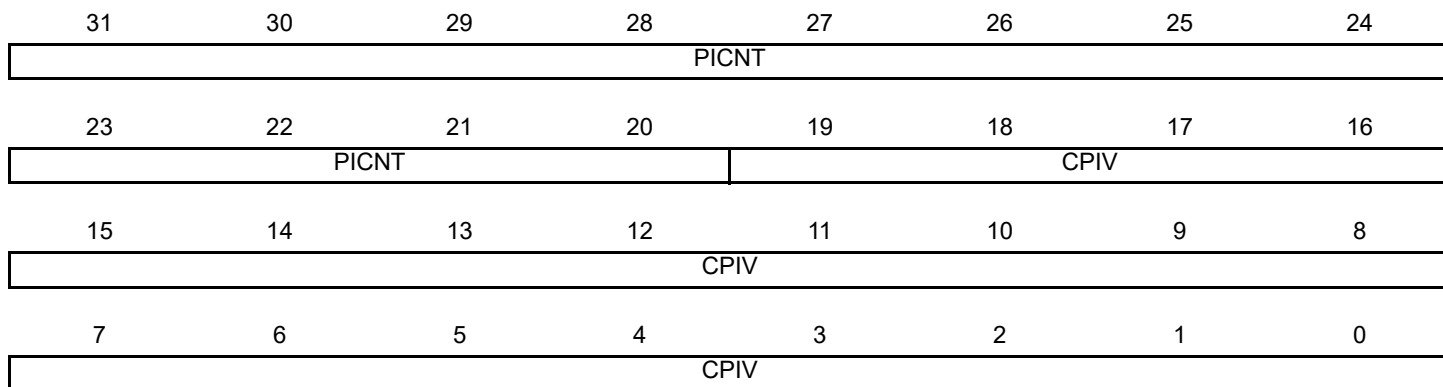 31 30 29 28 27 26 25 24
PICNT
23 22 21 20 19 18 17 16
PICNT CPIV
15 14 13 12 11 10 9 8
CPIV
7 6 5 4 3 2 1 0
CPIV